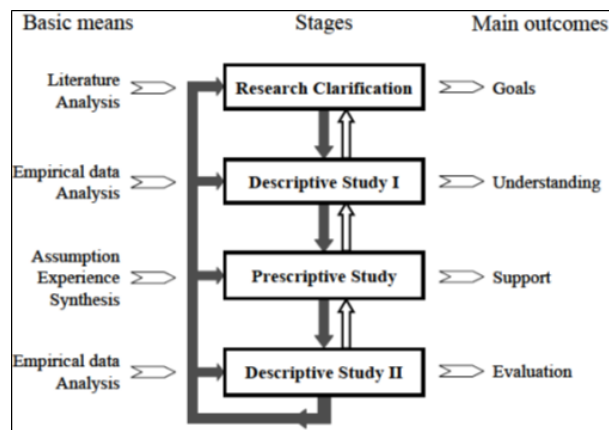 Basic means
Stages
Main outcomes
Literature
Analysis
Research Clarification
Goals
Empirical data
Analysis
Descriptive Study I
Understanding
Assumption
Experience
Synthesis
Prescriptive Study
Support
Empirical data
Analysis
Descriptive Study II
Evaluation